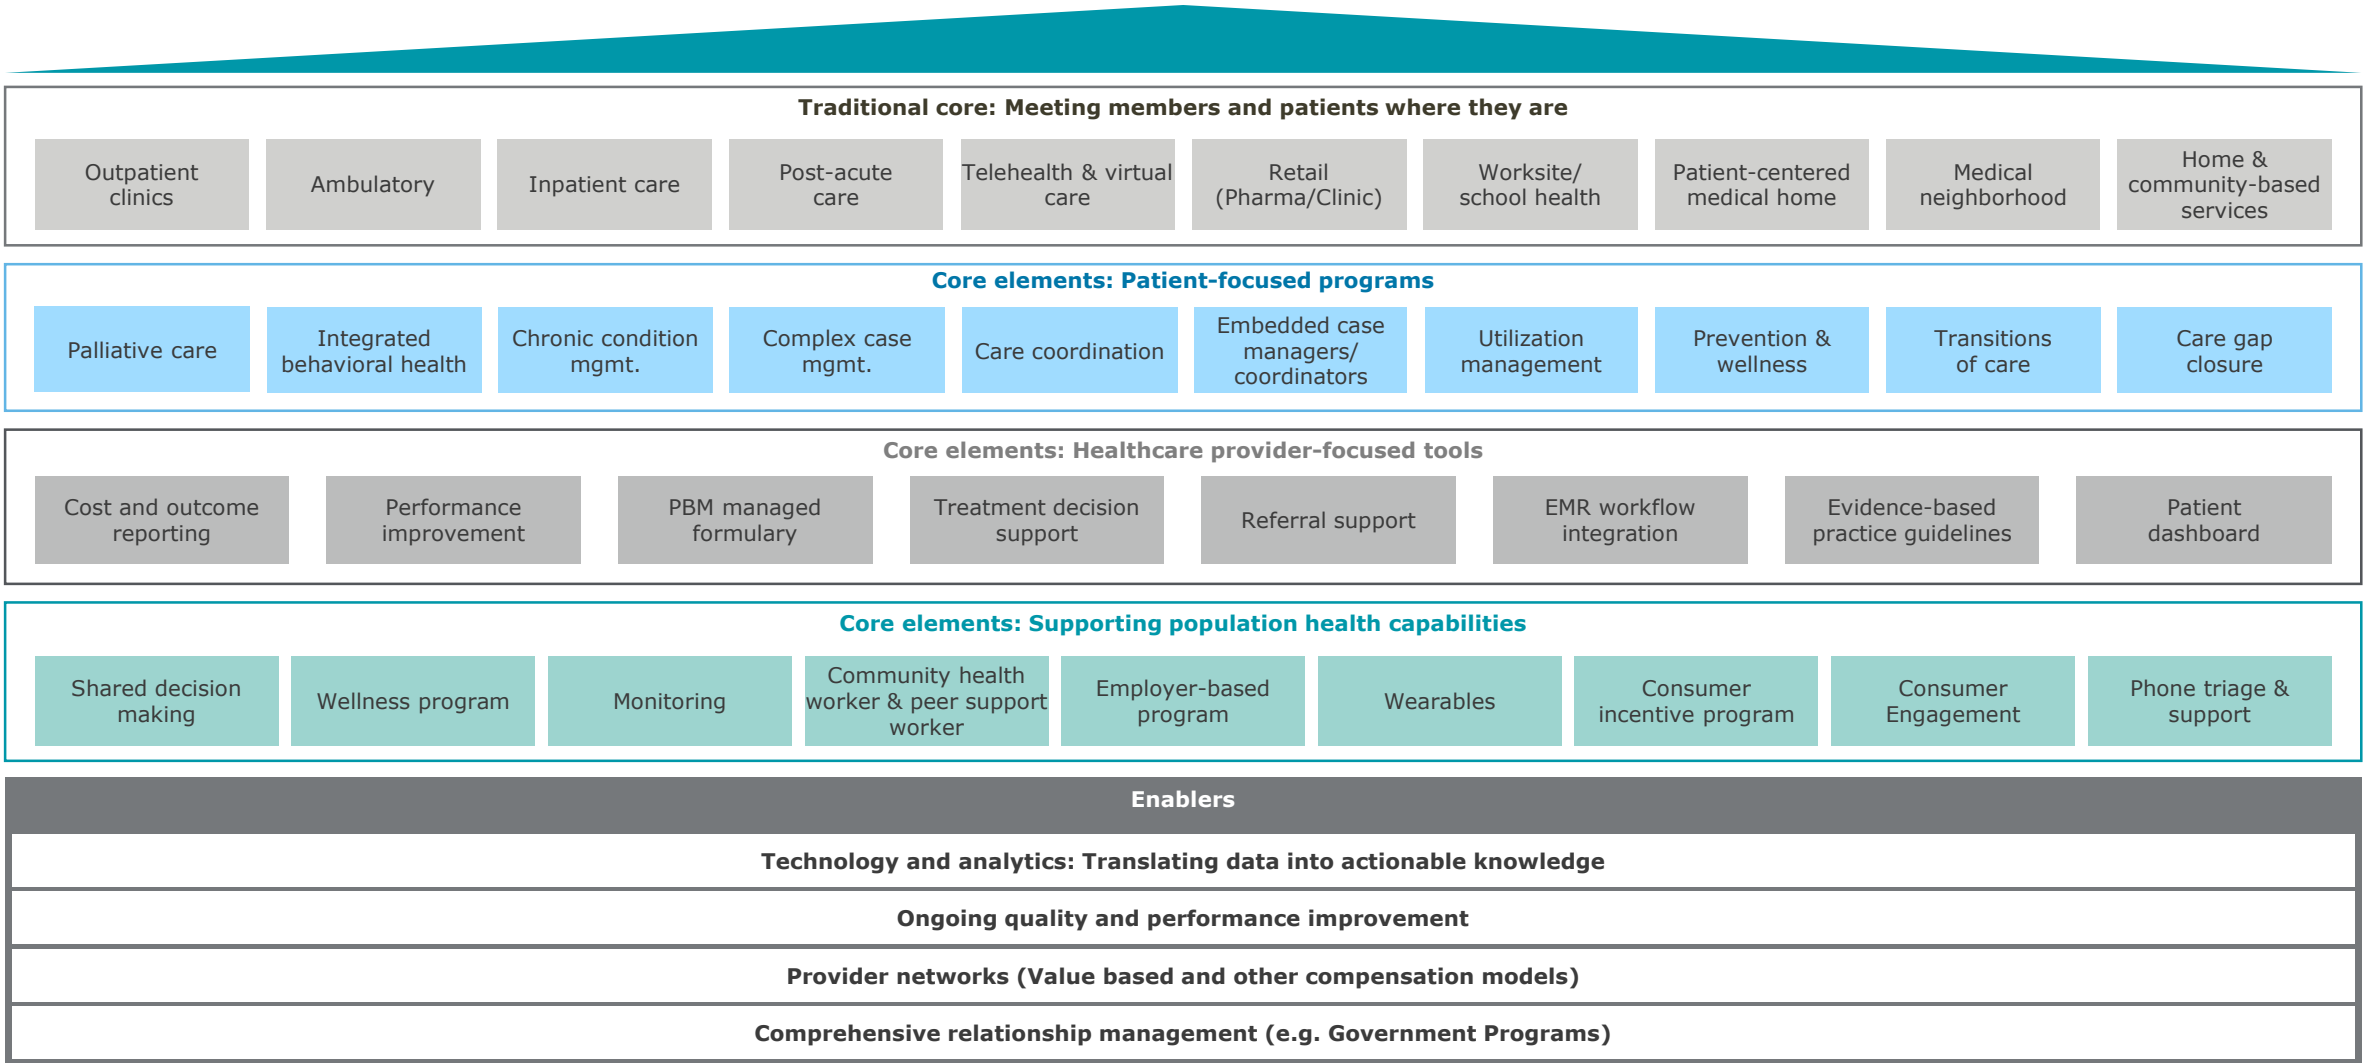 Traditional core: Meeting members and patients where they are
Outpatient
clinics
Ambulatory
Inpatient care
Post-acute
care
Telehealth & virtual
care
Retail
(Pharma/Clinic)
Worksite/
school health
Patient-centered
medical home
Medical
neighborhood
Home &
community-based
services
Core elements: Patient-focused programs
Palliative care
Integrated
behavioral health
Chronic condition
mgmt.
Complex case
mgmt.
Care coordination
Embedded case
managers/
coordinators
Utilization
management
Prevention &
wellness
Transitions
of care
Care gap
closure
Core elements: Healthcare provider-focused tools
Cost and outcome
reporting
Performance
improvement
PBM managed
formulary
Treatment decision
support
Referral support
EMR workflow
integration
Evidence-based
practice guidelines
Patient
dashboard
Core elements: Supporting population health capabilities
Shared decision
making
Wellness program
Monitoring
Community health
worker & peer support
worker
Employer-based
program
Wearables
Consumer
incentive program
Consumer
Engagement
Phone triage &
support
Enablers
Technology and analytics: Translating data into actionable knowledge
Ongoing quality and performance improvement
Provider networks (Value based and other compensation models)
Comprehensive relationship management (e.g. Government Programs)